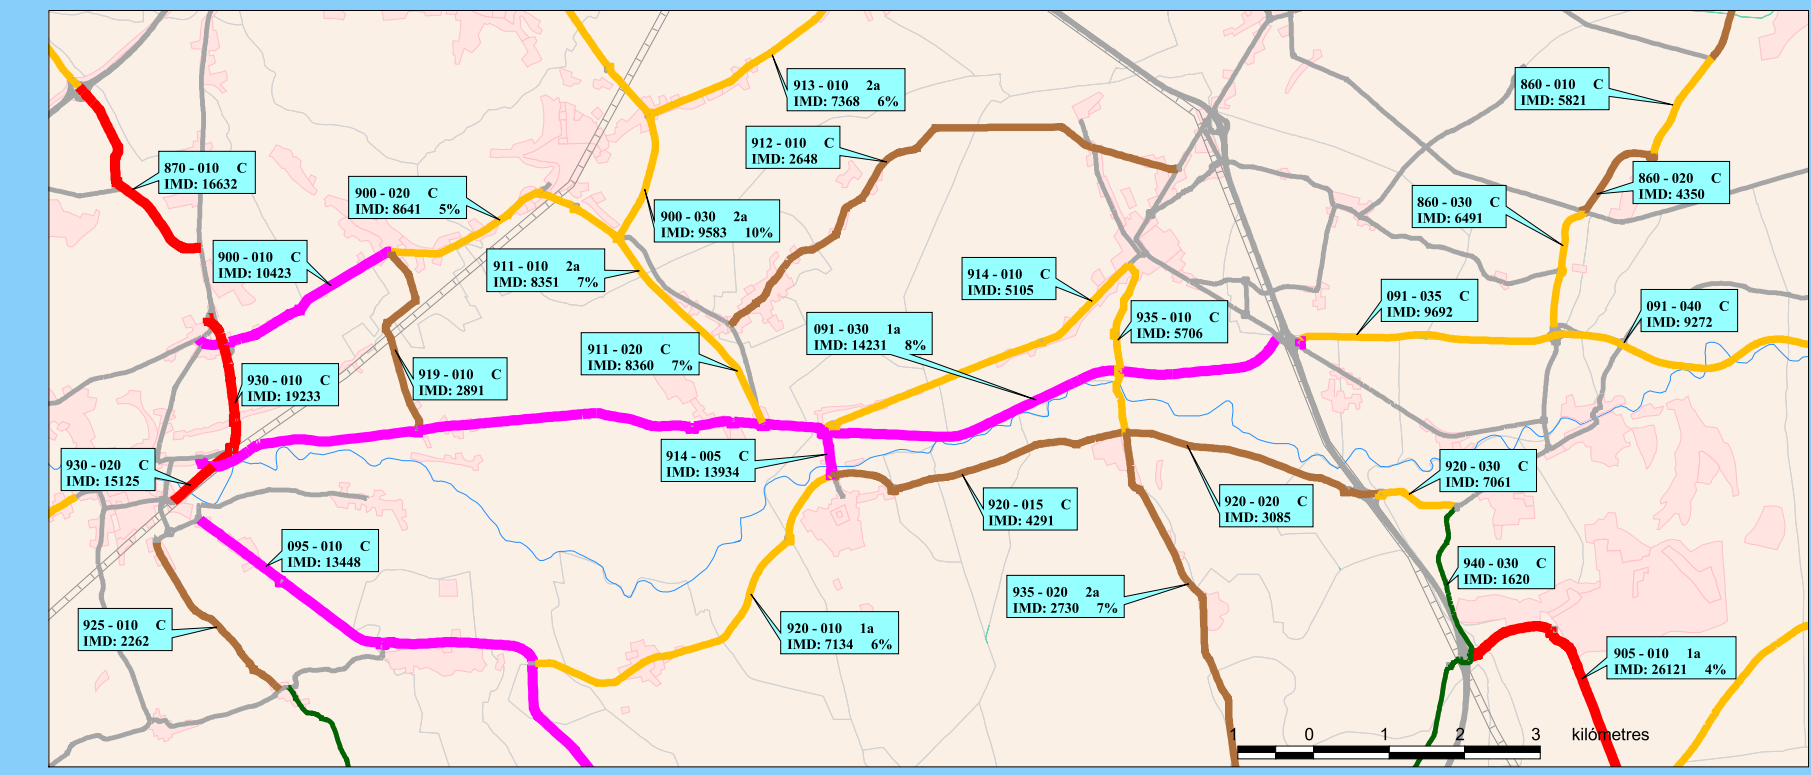 913 - 010 2a
IMD: 7368 6%
860 - 010 C
IMD: 5821
912 - 010 C
IMD: 2648
870 - 010 C
IMD: 16632
900 - 020 C
IMD: 8641 5%
860 - 020 C
IMD: 4350
860 - 030 C
IMD: 6491
900 - 030 2a
IMD: 9583 10%
900 - 010 C
IMD: 10423
911 - 010 2a
IMD: 8351 7%
914 - 010 C
IMD: 5105
091 - 035 C
IMD: 9692
091 - 040 C
IMD: 9272
935 - 010 C
IMD: 5706
091 - 030 1a
IMD: 14231 8%
911 - 020 C
IMD: 8360 7%
919 - 010 C
IMD: 2891
930 - 010 C
IMD: 19233
914 - 005 C
IMD: 13934
930 - 020 C
IMD: 15125
920 - 030 C
IMD: 7061
920 - 015 C
IMD: 4291
920 - 020 C
IMD: 3085
095 - 010 C
IMD: 13448
940 - 030 C
IMD: 1620
935 - 020 2a
IMD: 2730 7%
925 - 010 C
IMD: 2262
920 - 010 1a
IMD: 7134 6%
905 - 010 1a
IMD: 26121 4%
1 0 1 2 3 kilómetres